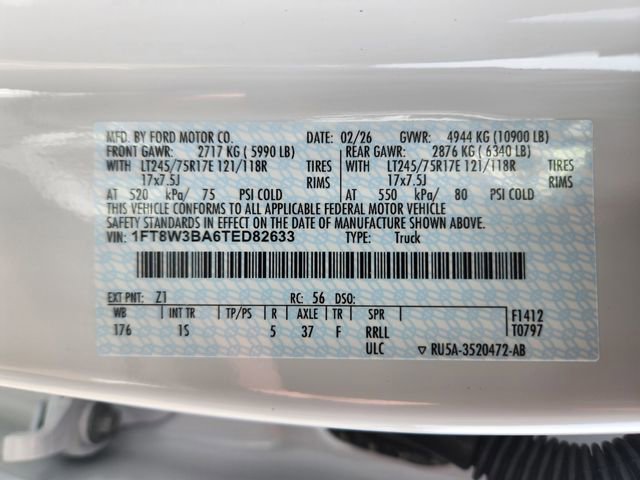 MFD. BY FORD MOTOR CO. DATE: 02/26 GVWR: 4944 KG (10900 LB)
FRONT GAWR: 2717 KG ( 5990 LB) REAR GAWR: 2876 KG ( 6340 LB)
WITH LT245/75R17E 121/118R TIRES WITH LT245/75R17E 121/118R TIRES
17x7.5J RIMS 17x7.5J RIMS
AT 520 kPa/ 75 PSI COLD AT 550 kPa/ 80 PSI COLD
THIS VEHICLE CONFORMS TO ALL APPLICABLE FEDERAL MOTOR VEHICLE
SAFETY STANDARDS IN EFFECT ON THE DATE OF MANUFACTURE SHOWN ABOVE.
VIN: 1FT8W3BA6TED82633 TYPE: Truck
EXT PNT: Z1 RC: 56 DSO:
WB INT TR TP/PS R AXLE TR SPR F1412
176 1S 5 37 F RRLL T0797
ULC ▽ RU5A-3520472-AB